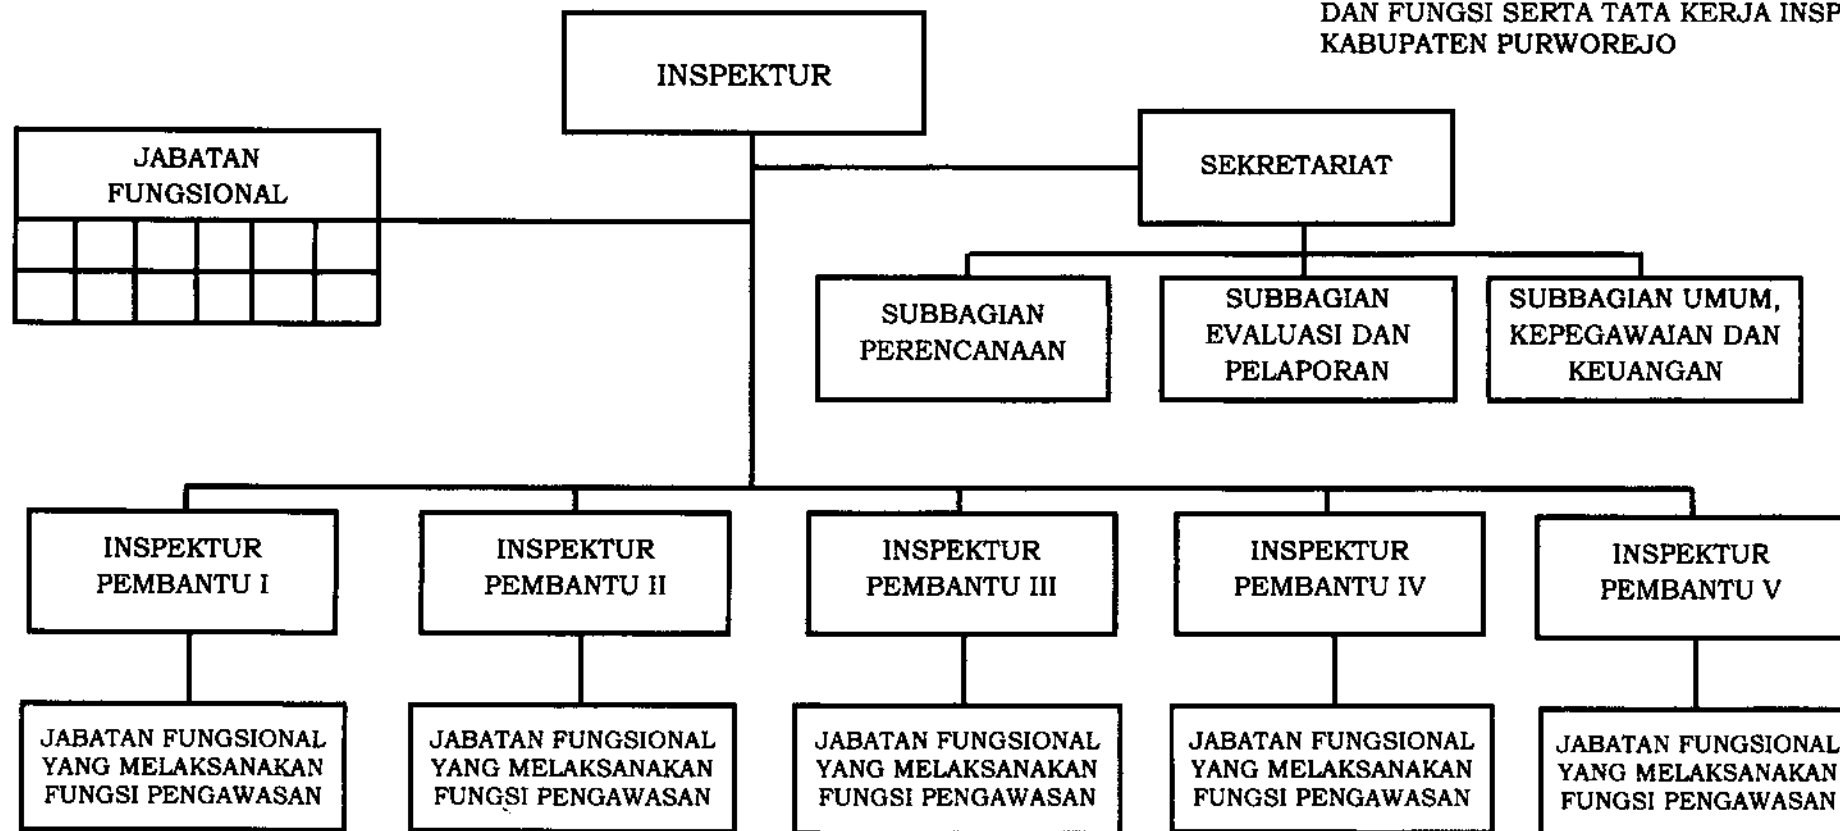 DAN FUNGSI SERTA TATA KERJA INSP
KABUPATEN PURWOREJO
INSPEKTUR
JABATAN
FUNGSIONAL
SEKRETARIAT
SUBBAGIAN
PERENCANAAN
SUBBAGIAN
EVALUASI DAN
PELAPORAN
SUBBAGIAN UMUM,
KEPEGAWAIAN DAN
KEUANGAN
INSPEKTUR
PEMBANTU I
INSPEKTUR
PEMBANTU II
INSPEKTUR
PEMBANTU III
INSPEKTUR
PEMBANTU IV
INSPEKTUR
PEMBANTU V
JABATAN FUNGSIONAL
YANG MELAKSANAKAN
FUNGSI PENGAWASAN
JABATAN FUNGSIONAL
YANG MELAKSANAKAN
FUNGSI PENGAWASAN
JABATAN FUNGSIONAL
YANG MELAKSANAKAN
FUNGSI PENGAWASAN
JABATAN FUNGSIONAL
YANG MELAKSANAKAN
FUNGSI PENGAWASAN
JABATAN FUNGSIONAL
YANG MELAKSANAKAN
FUNGSI PENGAWASAN